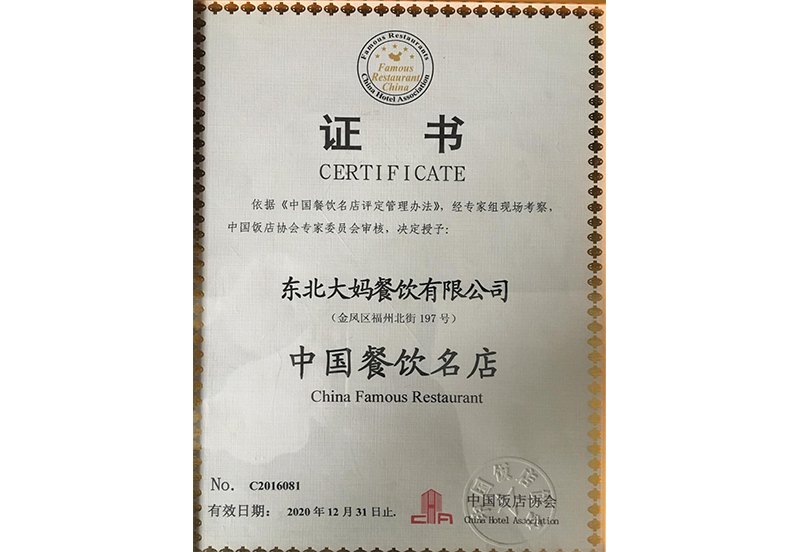 Famous Restaurants
Famous
Restaurant
China
China Hotel Association
证 书
CERTIFICATE
依据《中国餐饮名店评定管理办法》，经专家组现场考察，
中国饭店协会专家委员会审核，决定授予：
东北大妈餐饮有限公司
（金凤区福州北街 197 号）
中国餐饮名店
China Famous Restaurant
No. C2016081
有效日期： 2020 年 12 月 31 日止.
CHA
中国饭店协会
China Hotel Association